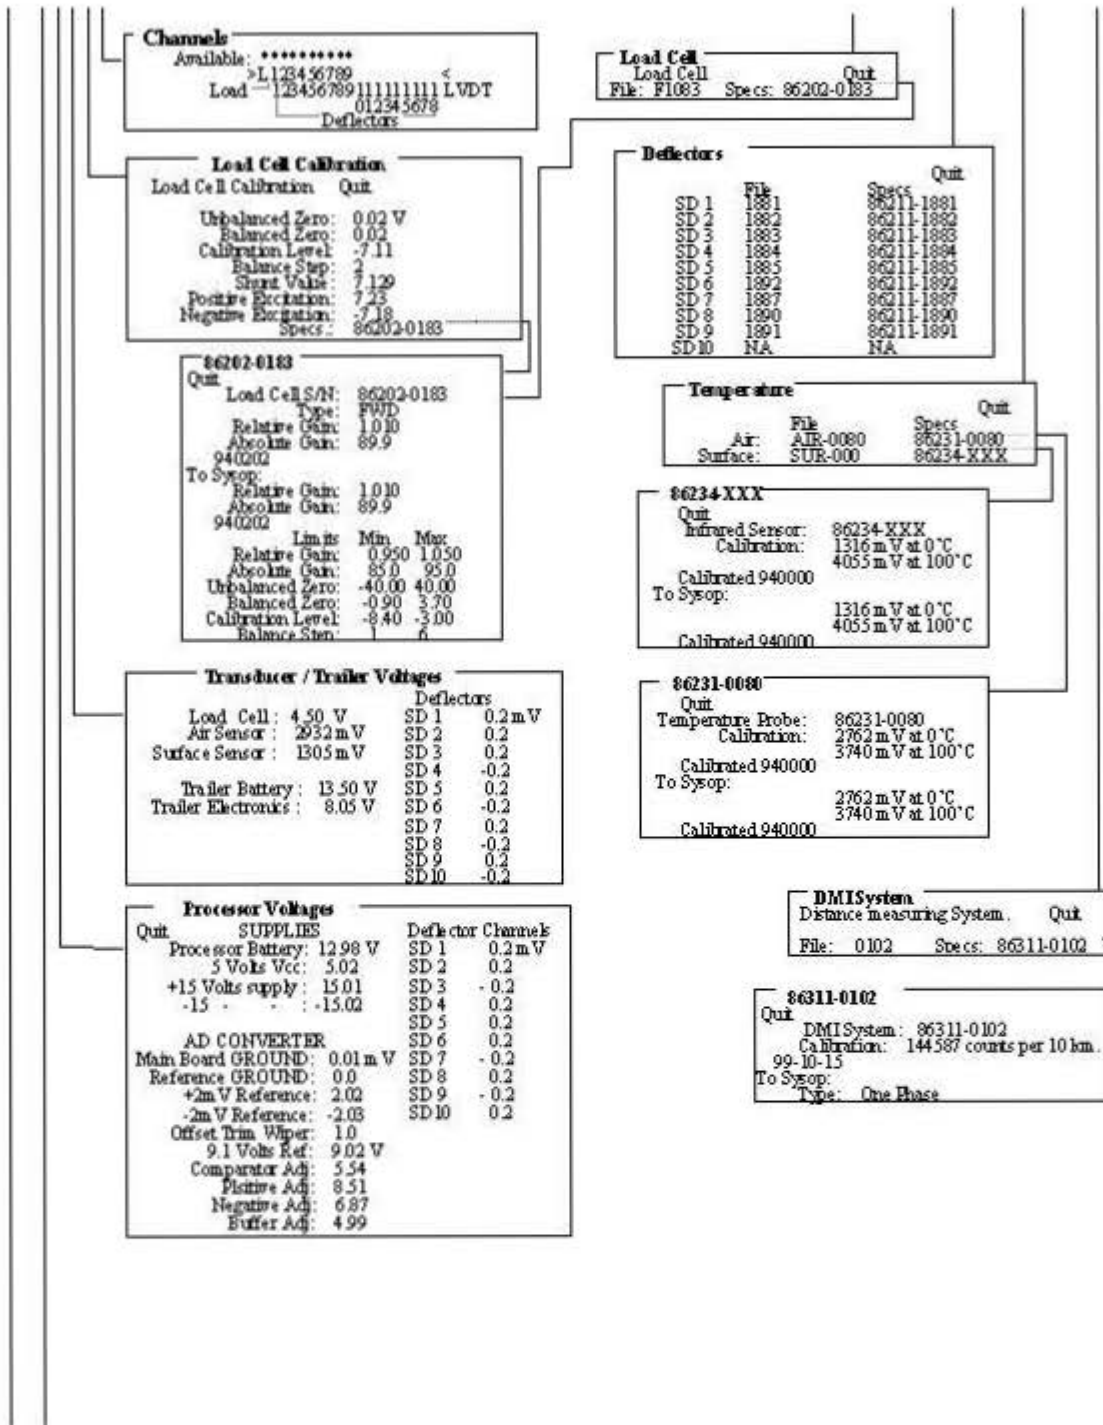 Channels
Available: **********
>L123456789 <
Load 123456789111111111 LVDT
012345678
Deflectors
Load Cell Calibration
Load Cell Calibration Quit
Unbalanced Zero: 0.02 V
Balanced Zero: 0.02
Calibration Level: -7.11
Balance Step: 2
Shunt Value: 7.129
Positive Excitation: 7.23
Negative Excitation: -7.18
Specs.: 86202-0183
86202-0183
Quit
Load Cell S/N: 86202-0183
Type: FWD
Relative Gain: 1.010
Absolute Gain: 89.9
940202
To Sysop:
Relative Gain: 1.010
Absolute Gain: 89.9
940202
Limits Min Max
Relative Gain: 0.950 1.050
Absolute Gain: 85.0 95.0
Unbalanced Zero: -40.00 40.00
Balanced Zero: -0.90 3.70
Calibration Level: -8.40 -3.00
Balance Step: 1 6
Transducer / Trailer Voltages
Deflectors
Load Cell: 4.50 V SD 1 0.2 mV
Air Sensor: 2932 mV SD 2 0.2
Surface Sensor: 1305 mV SD 3 0.2
SD 4 -0.2
Trailer Battery: 13.50 V SD 5 0.2
Trailer Electronics: 8.05 V SD 6 -0.2
SD 7 0.2
SD 8 -0.2
SD 9 0.2
SD 10 -0.2
Processor Voltages
Quit SUPPLIES Deflector Channels
Processor Battery: 12.98 V SD 1 0.2 mV
5 Volts Vcc: 5.02 SD 2 0.2
+15 Volts supply: 15.01 SD 3 - 0.2
-15 - - : -15.02 SD 4 0.2
SD 5 0.2
AD CONVERTER SD 6 0.2
Main Board GROUND: 0.01 mV SD 7 - 0.2
Reference GROUND: 0.0 SD 8 0.2
+2mV Reference: 2.02 SD 9 - 0.2
-2mV Reference: -2.03 SD 10 0.2
Offset Trim Wiper: 1.0
9.1 Volts Ref: 9.02 V
Comparator Adj: 5.54
Plsitive Adj: 8.51
Negative Adj: 6.87
Buffer Adj: 4.99
Load Cell
Load Cell Quit
File: F1083 Specs: 86202-0183
Deflectors
Quit
File Specs
SD 1 1881 86211-1881
SD 2 1882 86211-1882
SD 3 1883 86211-1883
SD 4 1884 86211-1884
SD 5 1885 86211-1885
SD 6 1892 86211-1892
SD 7 1887 86211-1887
SD 8 1890 86211-1890
SD 9 1891 86211-1891
SD 10 NA NA
Temperature
Quit
File Specs
Air: AIR-0080 86231-0080
Surface: SUR-000 86234-XXX
86234-XXX
Quit
Infrared Sensor: 86234-XXX
Calibration: 1316 mV at 0°C
4055 mV at 100°C
Calibrated 940000
To Sysop:
1316 mV at 0°C
4055 mV at 100°C
Calibrated 940000
86231-0080
Quit
Temperature Probe: 86231-0080
Calibration: 2762 mV at 0°C
3740 mV at 100°C
Calibrated 940000
To Sysop:
2762 mV at 0°C
3740 mV at 100°C
Calibrated 940000
DMI System
Distance measuring System. Quit
File: 0102 Specs: 86311-0102
86311-0102
Quit
DMI System: 86311-0102
Calibration: 144587 counts per 10 km.
99-10-15
To Sysop:
Type: One Phase